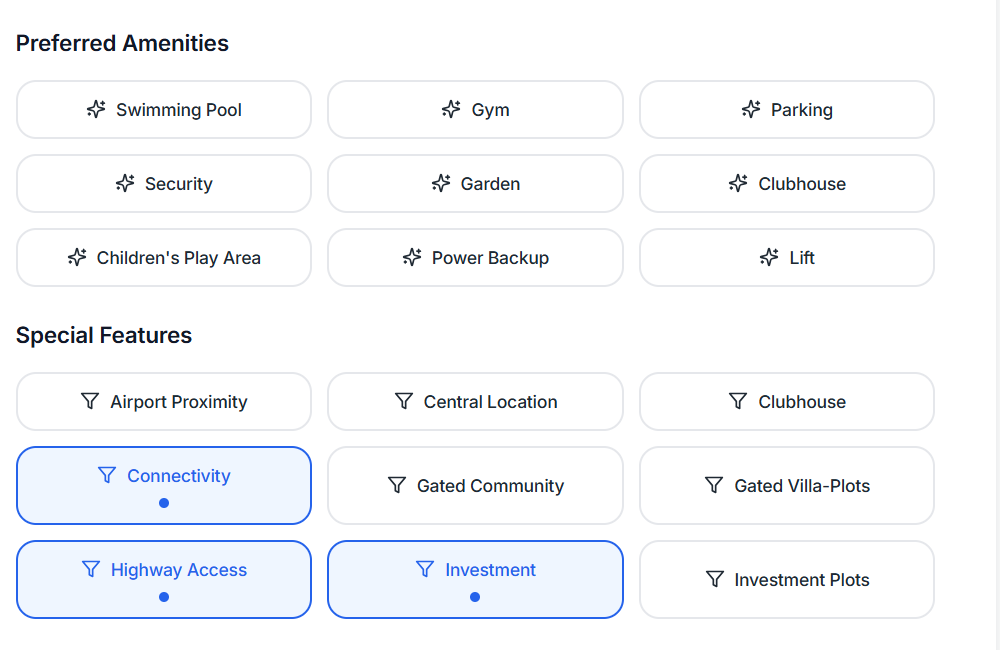 Preferred Amenities
Swimming Pool
Gym
Parking
Security
Garden
Clubhouse
Children's Play Area
Power Backup
Lift
Special Features
Airport Proximity
Central Location
Clubhouse
Connectivity
Gated Community
Gated Villa-Plots
Highway Access
Investment
Investment Plots